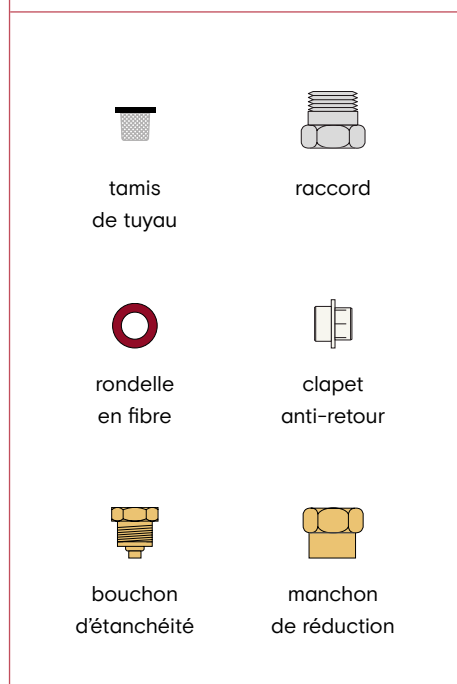 tamis
de tuyau
raccord
rondelle
en fibre
clapet
anti-retour
bouchon
d'étanchéité
manchon
de réduction